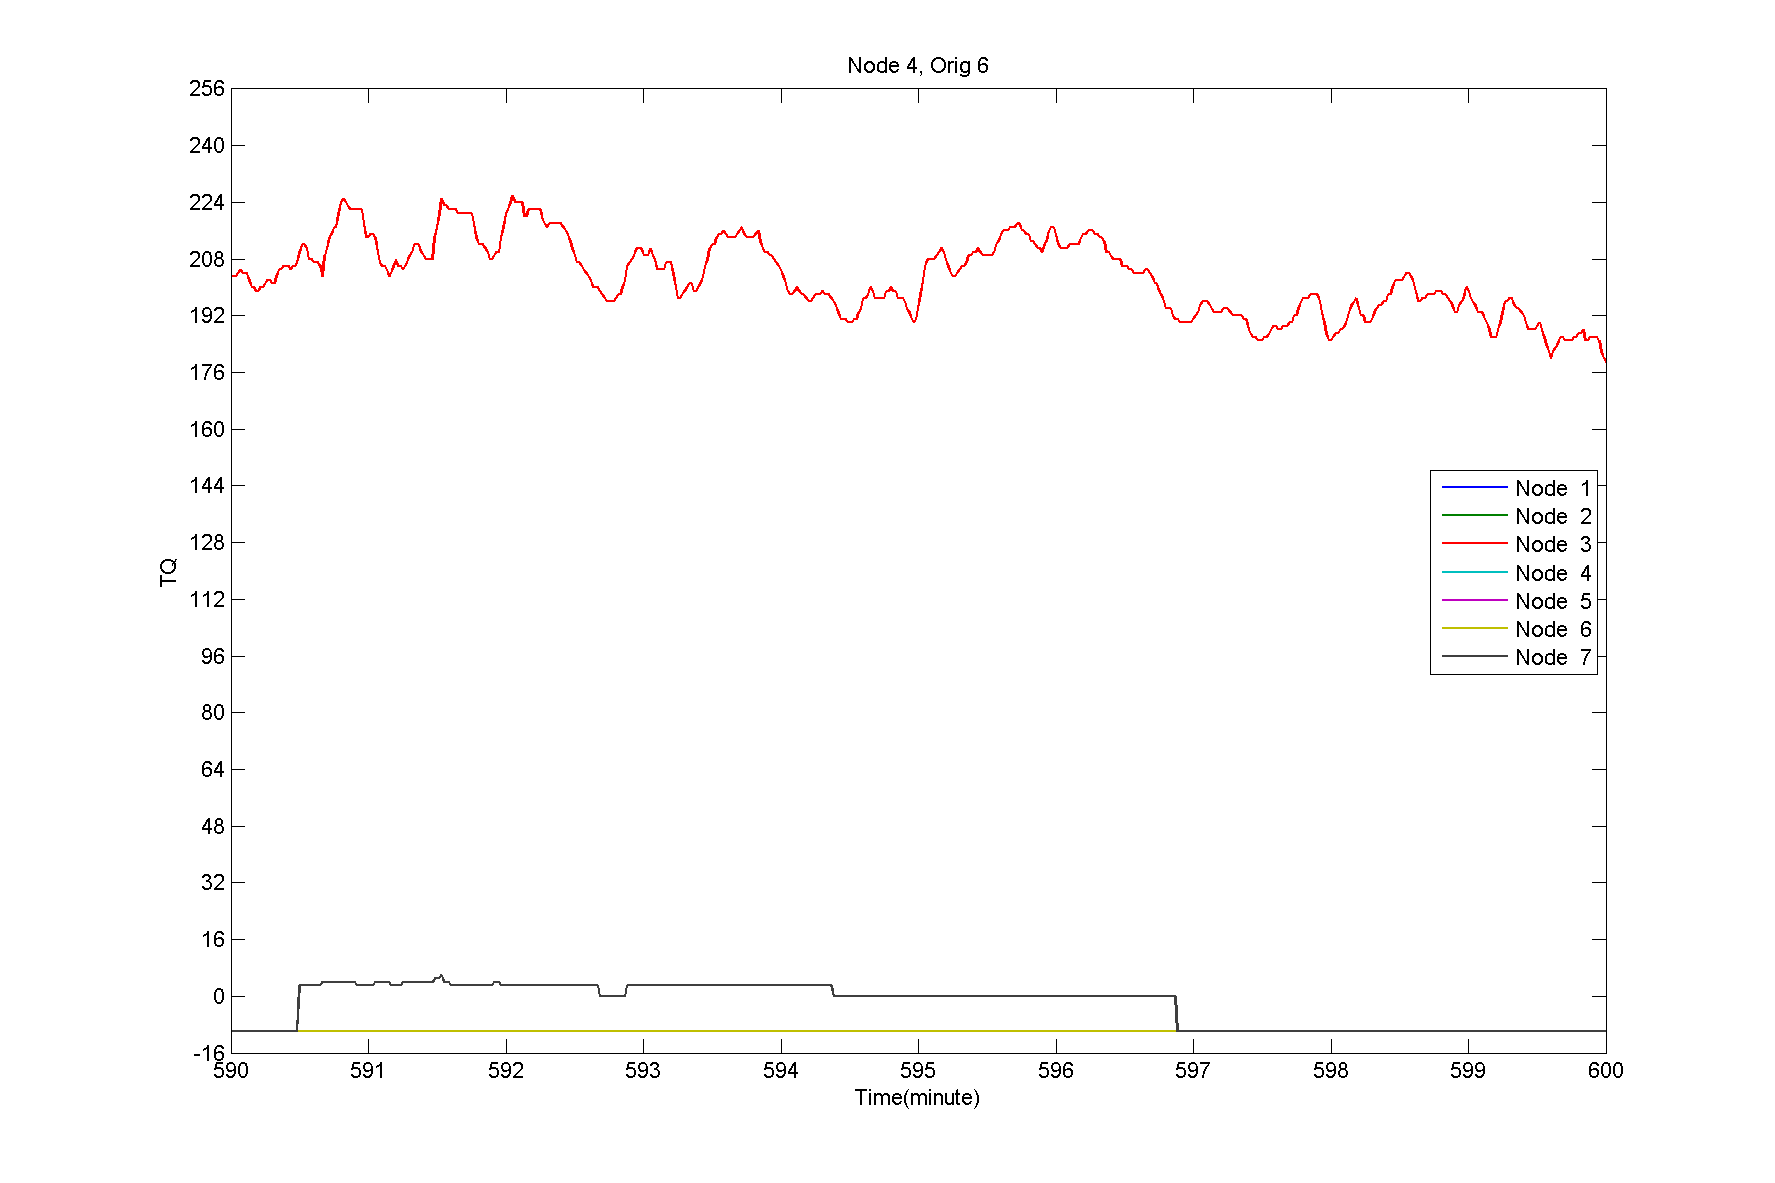 Node 4, Orig 6
256
240
224
208
192
176
160
144
128
112
96
80
64
48
32
16
0
-16
TQ
Node 1
Node 2
Node 3
Node 4
Node 5
Node 6
Node 7
590 591 592 593 594 595 596 597 598 599 600
Time(minute)